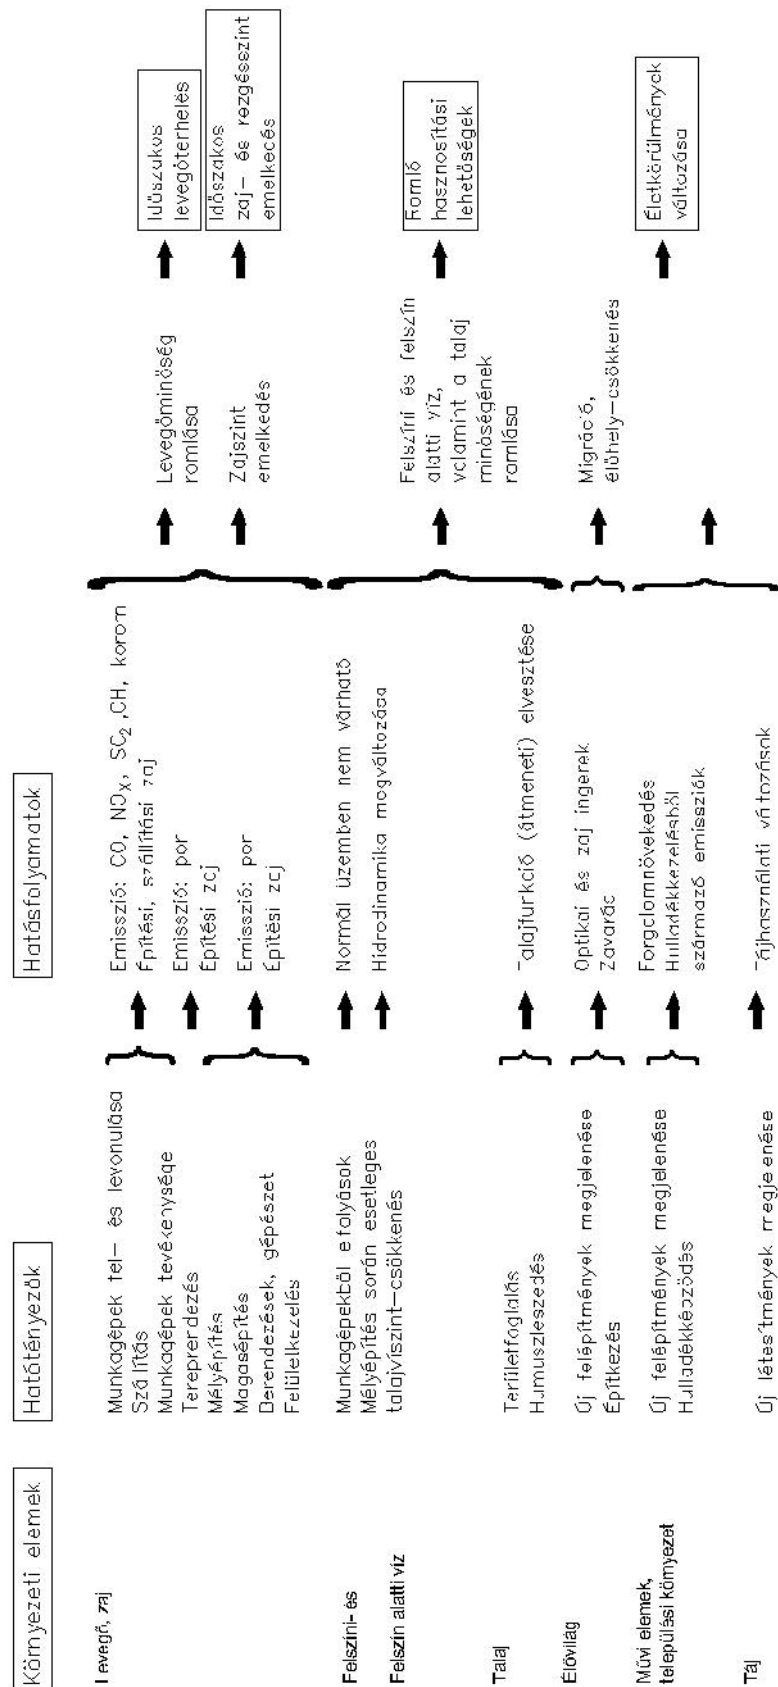 Környezeti elemek
Hatótényezők
Hatásfolyamatok
Levegő, zaj
Munkagépek fel- és levonulása
Szállítás
Munkagépek tevékenysége
Tereprendezés
Mélyépítés
Magasépítés
Berendezések, gépészet
Felületkezelés
Emisszió: CO, NOx, SO2,CH, korom
Építési, szállítási zaj
Emisszió: por
Építési zaj
Emisszió: por
Építési zaj
Levegőminőség
romlása
Zajszint
emelkedés
Időszakos
levegőterhelés
Időszakos
zaj- és rezgésszint
emelkedés
Felszíni- és
Felszín alatti víz
Munkagépekből elfolyások
Mélyépítés során esetleges
talajvízszint-csökkenés
Normál üzemben nem várható
Hidrodinamika megváltozása
Felszíni és felszín
alatti víz,
valamint a talaj
minőségének
romlása
Romló
hasznosítási
lehetőségek
Talaj
Területfoglalás
Humuszleszedés
Talajfunkció (átmeneti) elvesztése
Élővilág
Új felépítmények megjelenése
Építkezés
Optikai és zaj ingerek
Zavarás
Migráció,
élőhely-csökkenés
Művi elemek,
települési környezet
Új felépítmények megjelenése
Hulladékképződés
Forgalomnövekedés
Hulladékkezelésből
származó emissziók
Életkörülmények
változása
Táj
Új létesítmények megjelenése
Tájhasználati változások